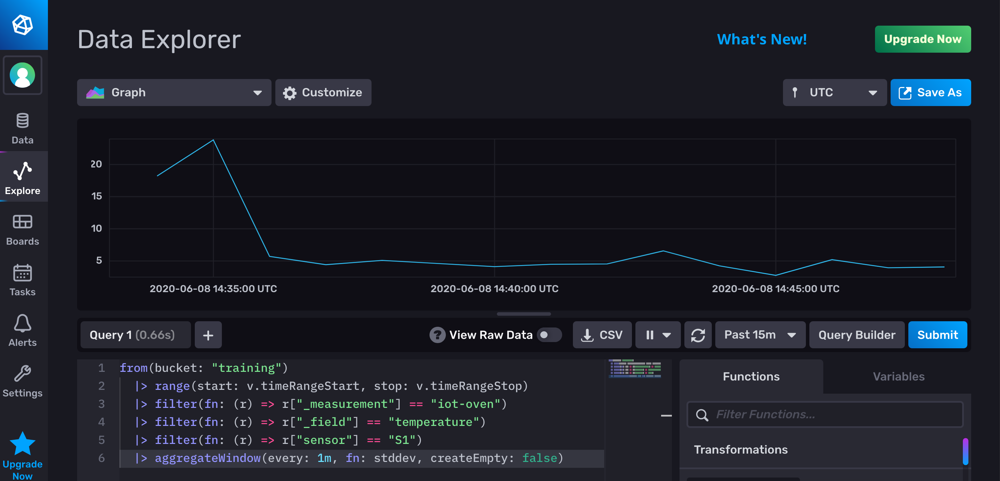 Data Explorer
What's New!
Upgrade Now
Graph
Customize
UTC
Save As
Data
Explore
Boards
Tasks
Alerts
Settings
Upgrade
Now
20
15
10
5
2020-06-08 14:35:00 UTC
2020-06-08 14:40:00 UTC
2020-06-08 14:45:00 UTC
Query 1 (0.66s)
+
? View Raw Data
CSV
Past 15m
Query Builder
Submit
1 from(bucket: "training")
2 |> range(start: v.timeRangeStart, stop: v.timeRangeStop)
3 |> filter(fn: (r) => r["_measurement"] == "iot-oven")
4 |> filter(fn: (r) => r["_field"] == "temperature")
5 |> filter(fn: (r) => r["sensor"] == "S1")
6 |> aggregateWindow(every: 1m, fn: stddev, createEmpty: false)
Functions
Variables
Filter Functions...
Transformations